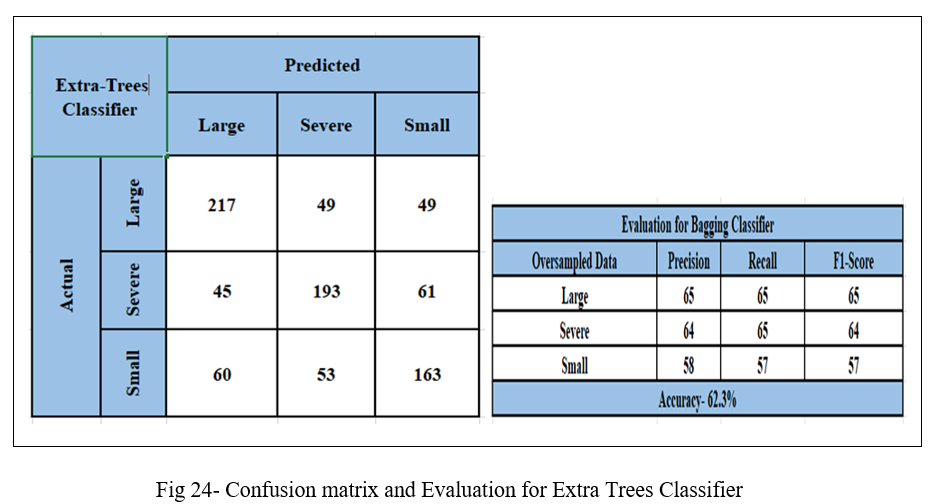 Extra-Trees
Classifier
Predicted
Large Severe Small
Actual
Large 217 49 49
Severe 45 193 61
Small 60 53 163
Evaluation for Bagging Classifier
Oversampled Data Precision Recall F1-Score
Large 65 65 65
Severe 64 65 64
Small 58 57 57
Accuracy- 62.3%
Fig 24- Confusion matrix and Evaluation for Extra Trees Classifier